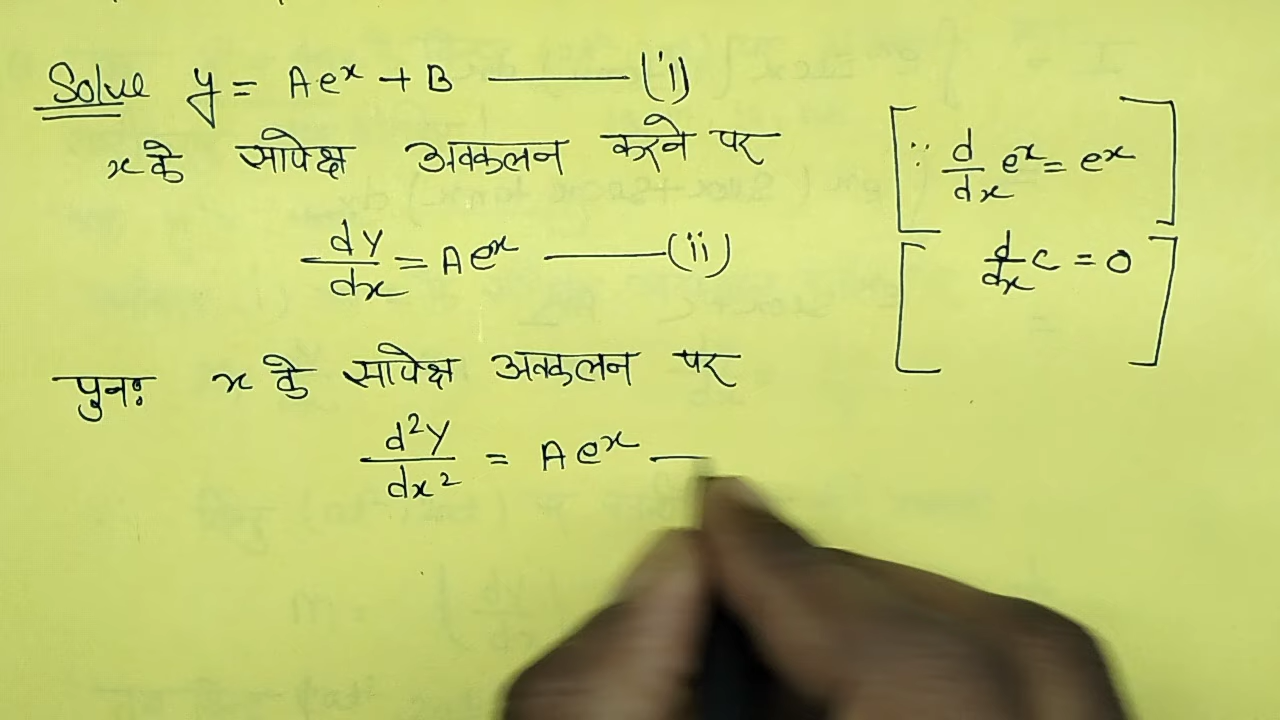 Solve y = Ae^x + B ——— (i)
x के सापेक्ष अवकलन करने पर
dy/dx = Ae^x ——— (ii)
पुनः x के सापेक्ष अवकलन पर
d²y/dx² = Ae^x —
[∵ d/dx e^x = e^x]
[d/dx c = 0]